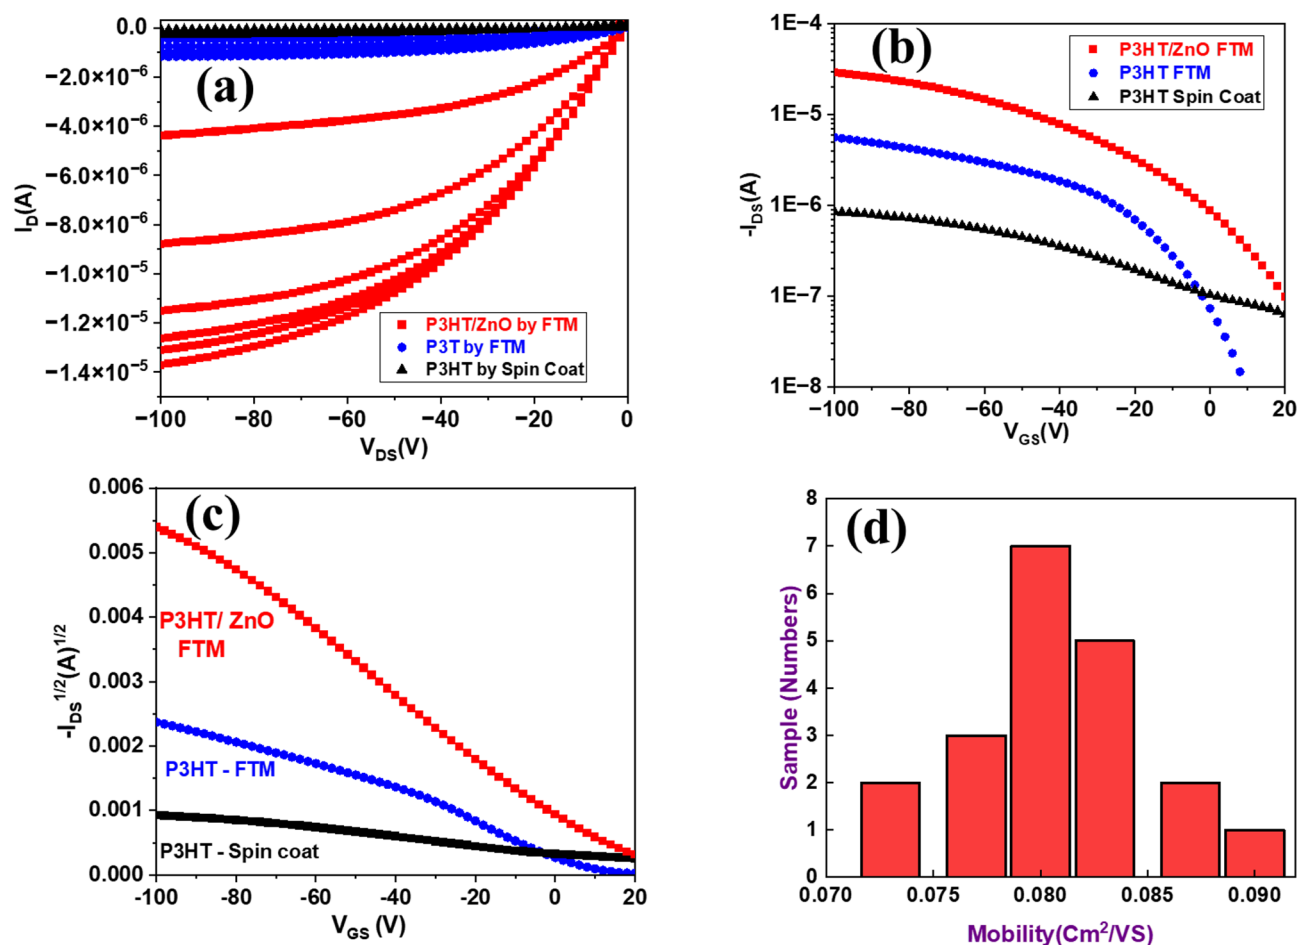 (a)
0.0
−2.0×10⁻⁶
−4.0×10⁻⁶
−6.0×10⁻⁶
−8.0×10⁻⁶
−1.0×10⁻⁵
−1.2×10⁻⁵
−1.4×10⁻⁵
I_D(A)
P3HT/ZnO by FTM
P3T by FTM
P3HT by Spin Coat
−100 −80 −60 −40 −20 0
V_DS(V)
(b)
1E−4
1E−5
1E−6
1E−7
1E−8
-I_DS(A)
P3HT/ZnO FTM
P3HT FTM
P3HT Spin Coat
−100 −80 −60 −40 −20 0 20
V_GS(V)
(c)
0.006
0.005
0.004
0.003
0.002
0.001
0.000
-I_DS^1/2(A)^1/2
P3HT/ ZnO
FTM
P3HT - FTM
P3HT - Spin coat
-100 -80 -60 -40 -20 0 20
V_GS (V)
(d)
8
7
6
5
4
3
2
1
0
Sample (Numbers)
0.070 0.075 0.080 0.085 0.090
Mobility(Cm²/VS)